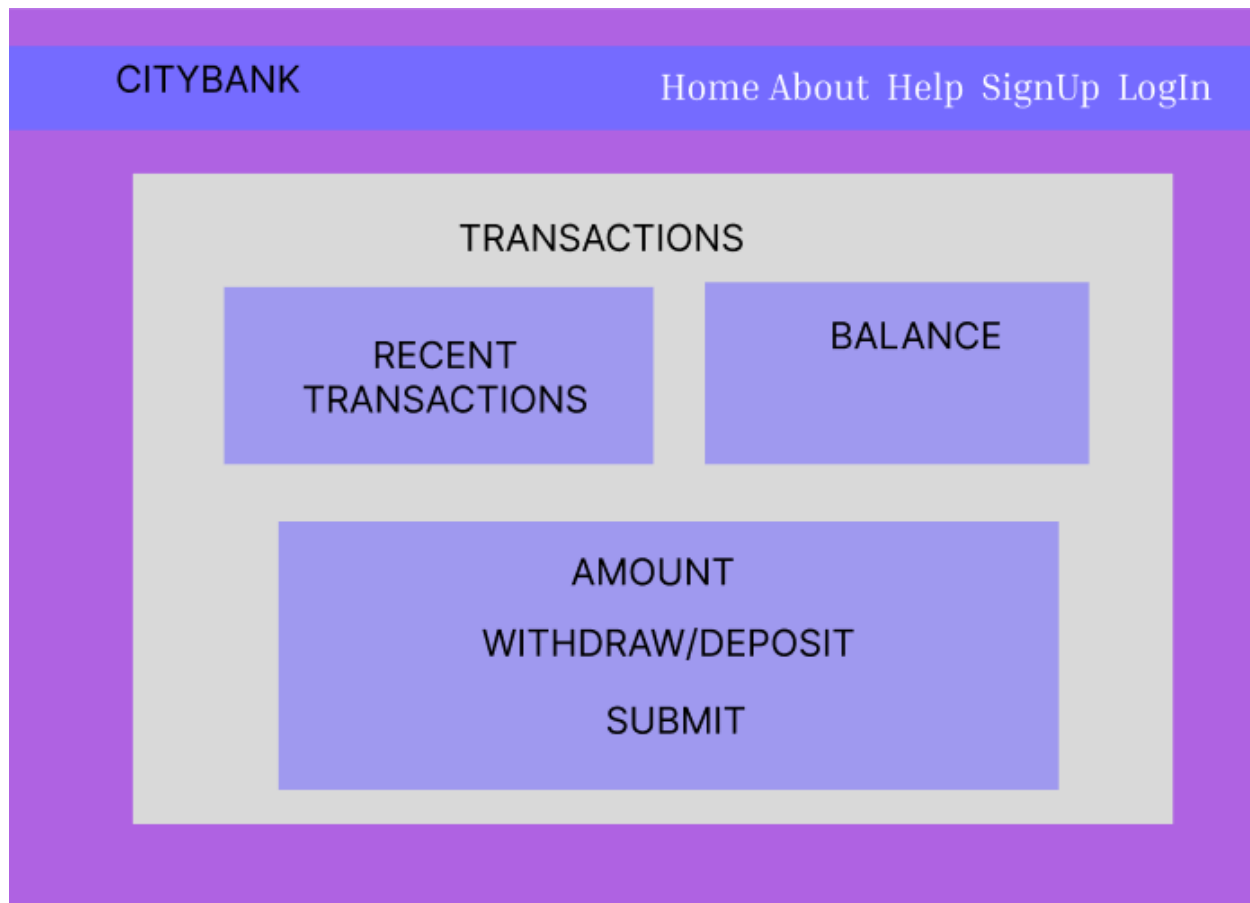 CITYBANK
Home About Help SignUp LogIn
TRANSACTIONS
RECENT
TRANSACTIONS
BALANCE
AMOUNT
WITHDRAW/DEPOSIT
SUBMIT